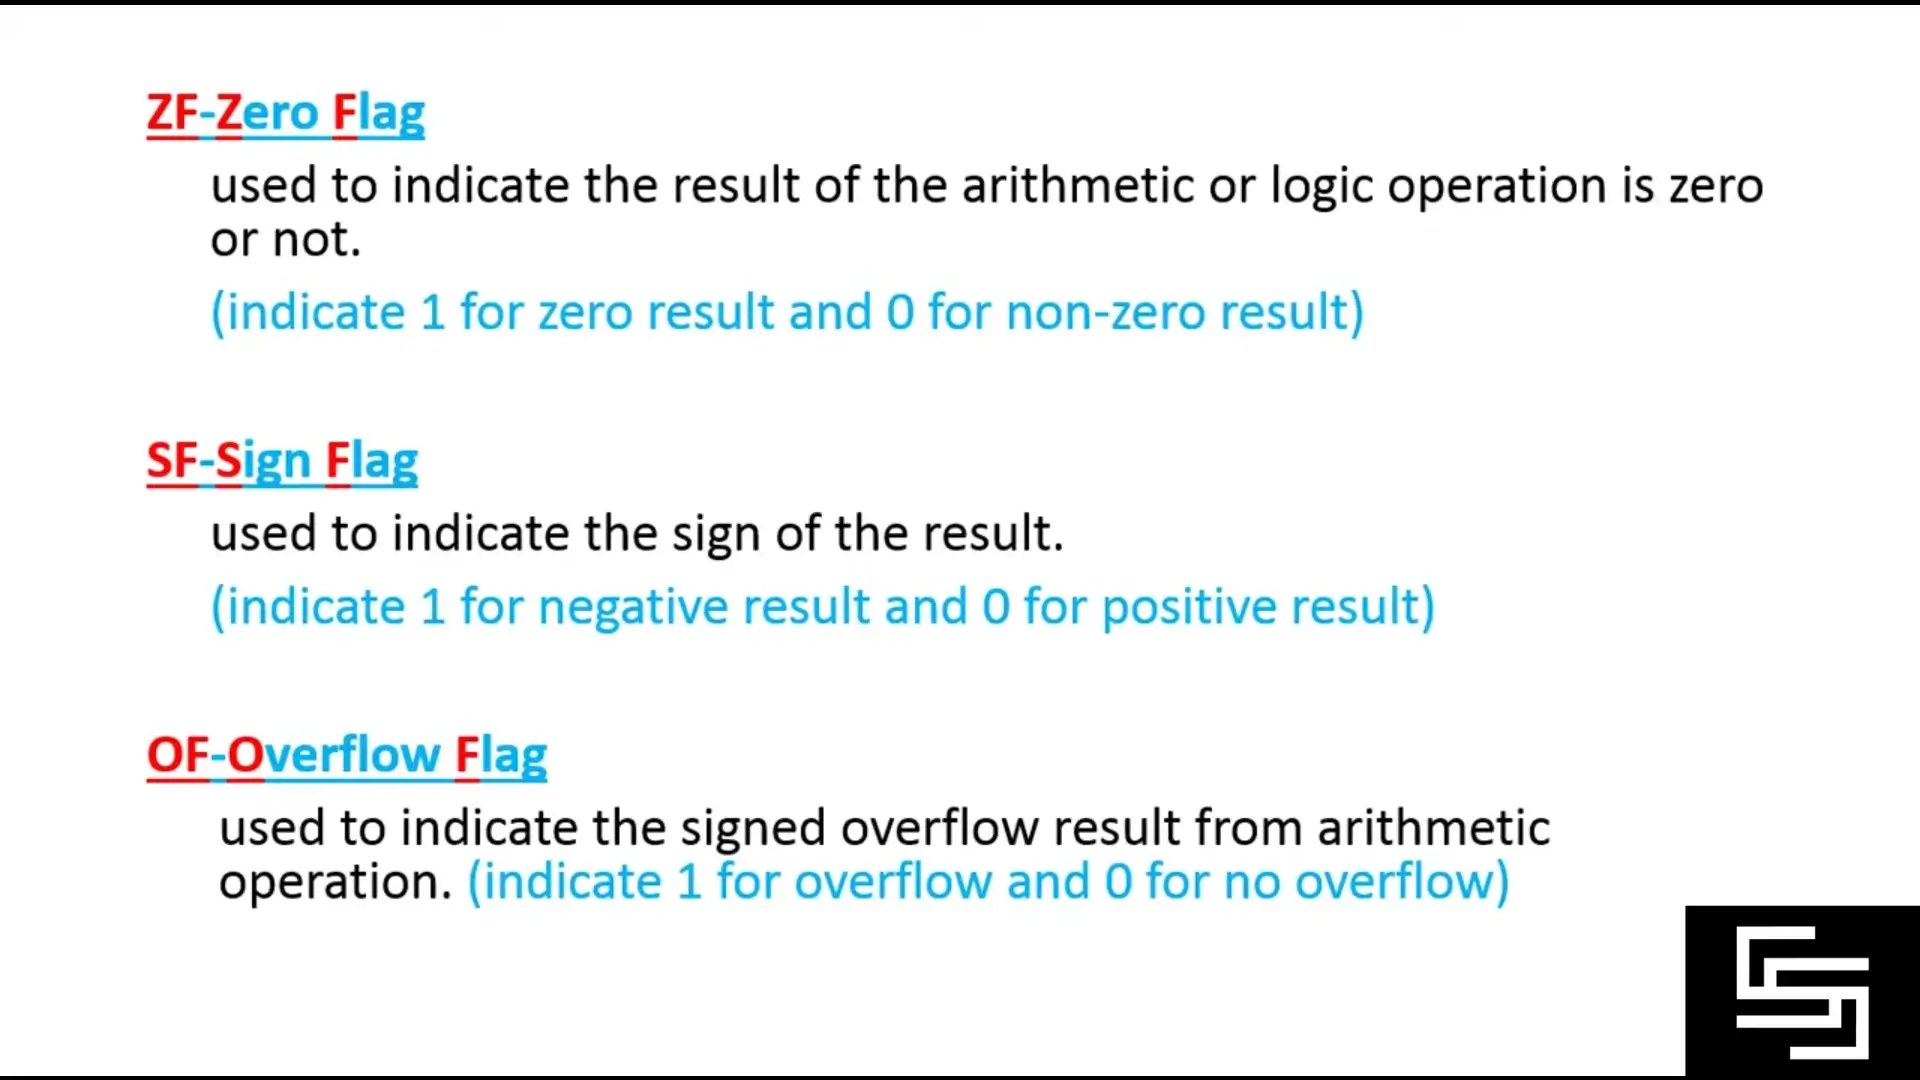 ZF-Zero Flag
used to indicate the result of the arithmetic or logic operation is zero
or not.
(indicate 1 for zero result and 0 for non-zero result)
SF-Sign Flag
used to indicate the sign of the result.
(indicate 1 for negative result and 0 for positive result)
OF-Overflow Flag
used to indicate the signed overflow result from arithmetic
operation. (indicate 1 for overflow and 0 for no overflow)